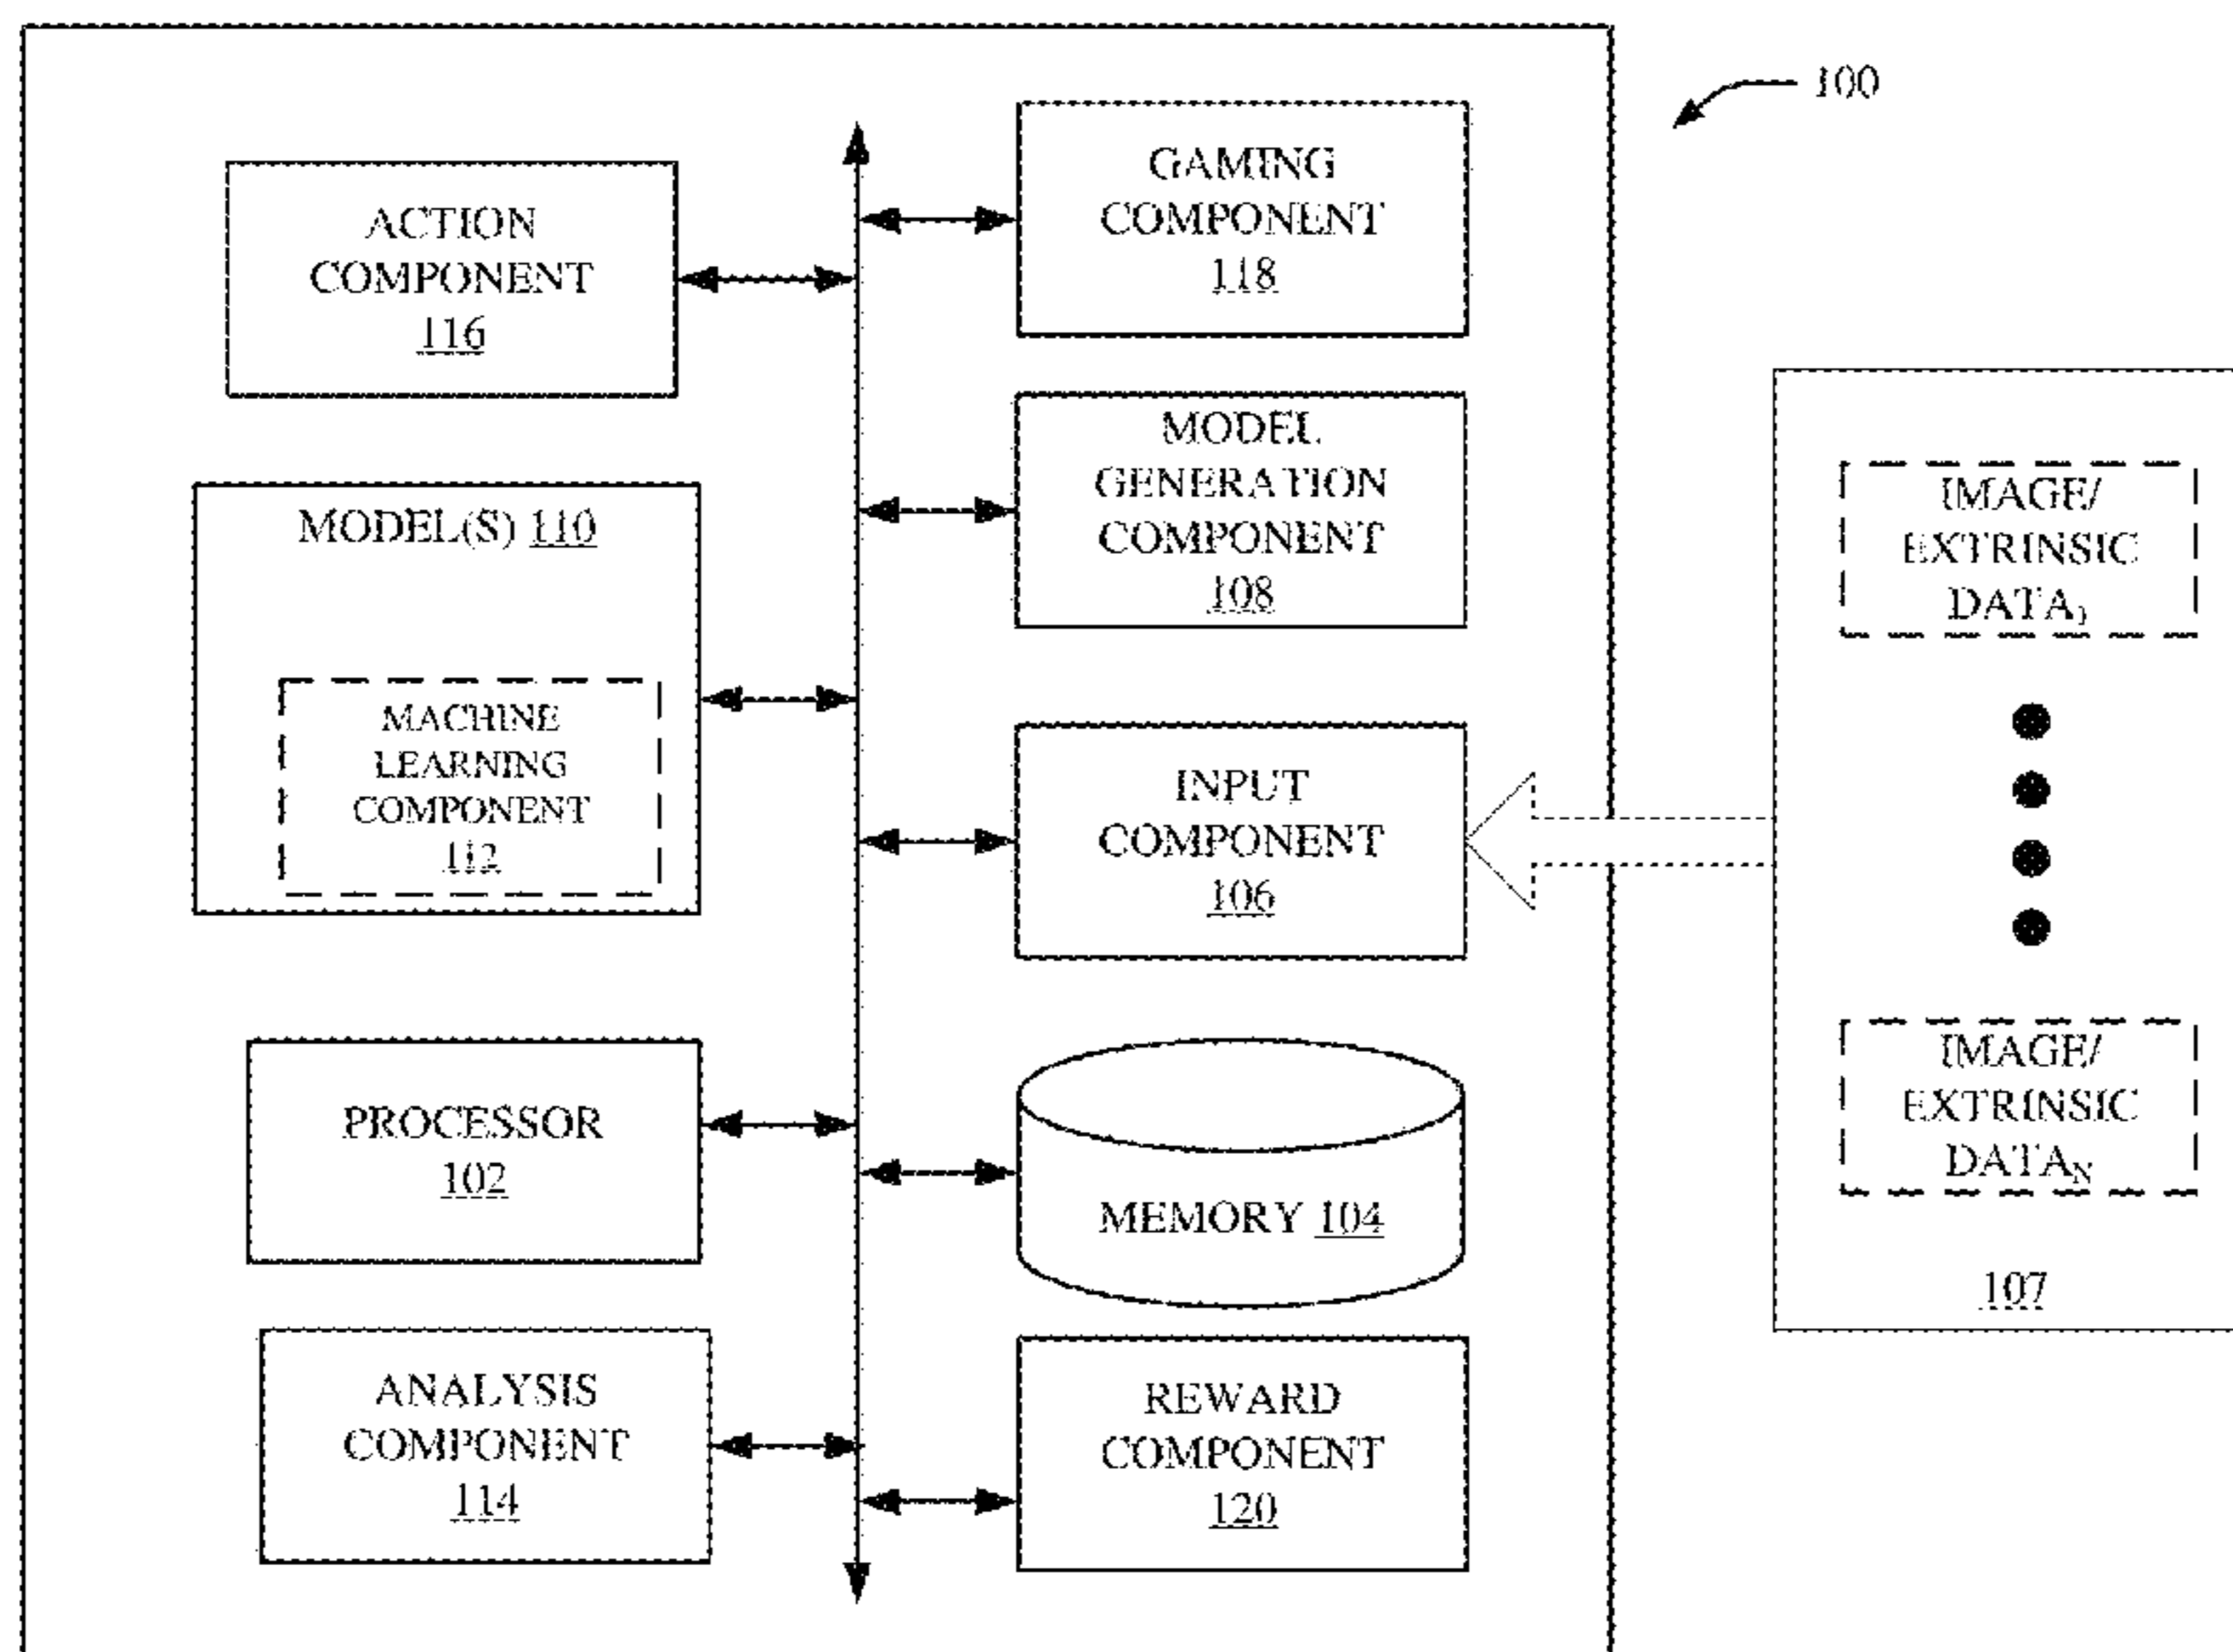 100
ACTION
COMPONENT
116
GAMING
COMPONENT
118
MODEL(S) 110
MACHINE
LEARNING
COMPONENT
112
MODEL
GENERATION
COMPONENT
108
INPUT
COMPONENT
106
PROCESSOR
102
MEMORY 104
ANALYSIS
COMPONENT
114
REWARD
COMPONENT
120
IMAGE/
EXTRINSIC
DATA₁
IMAGE/
EXTRINSIC
DATA_N
107